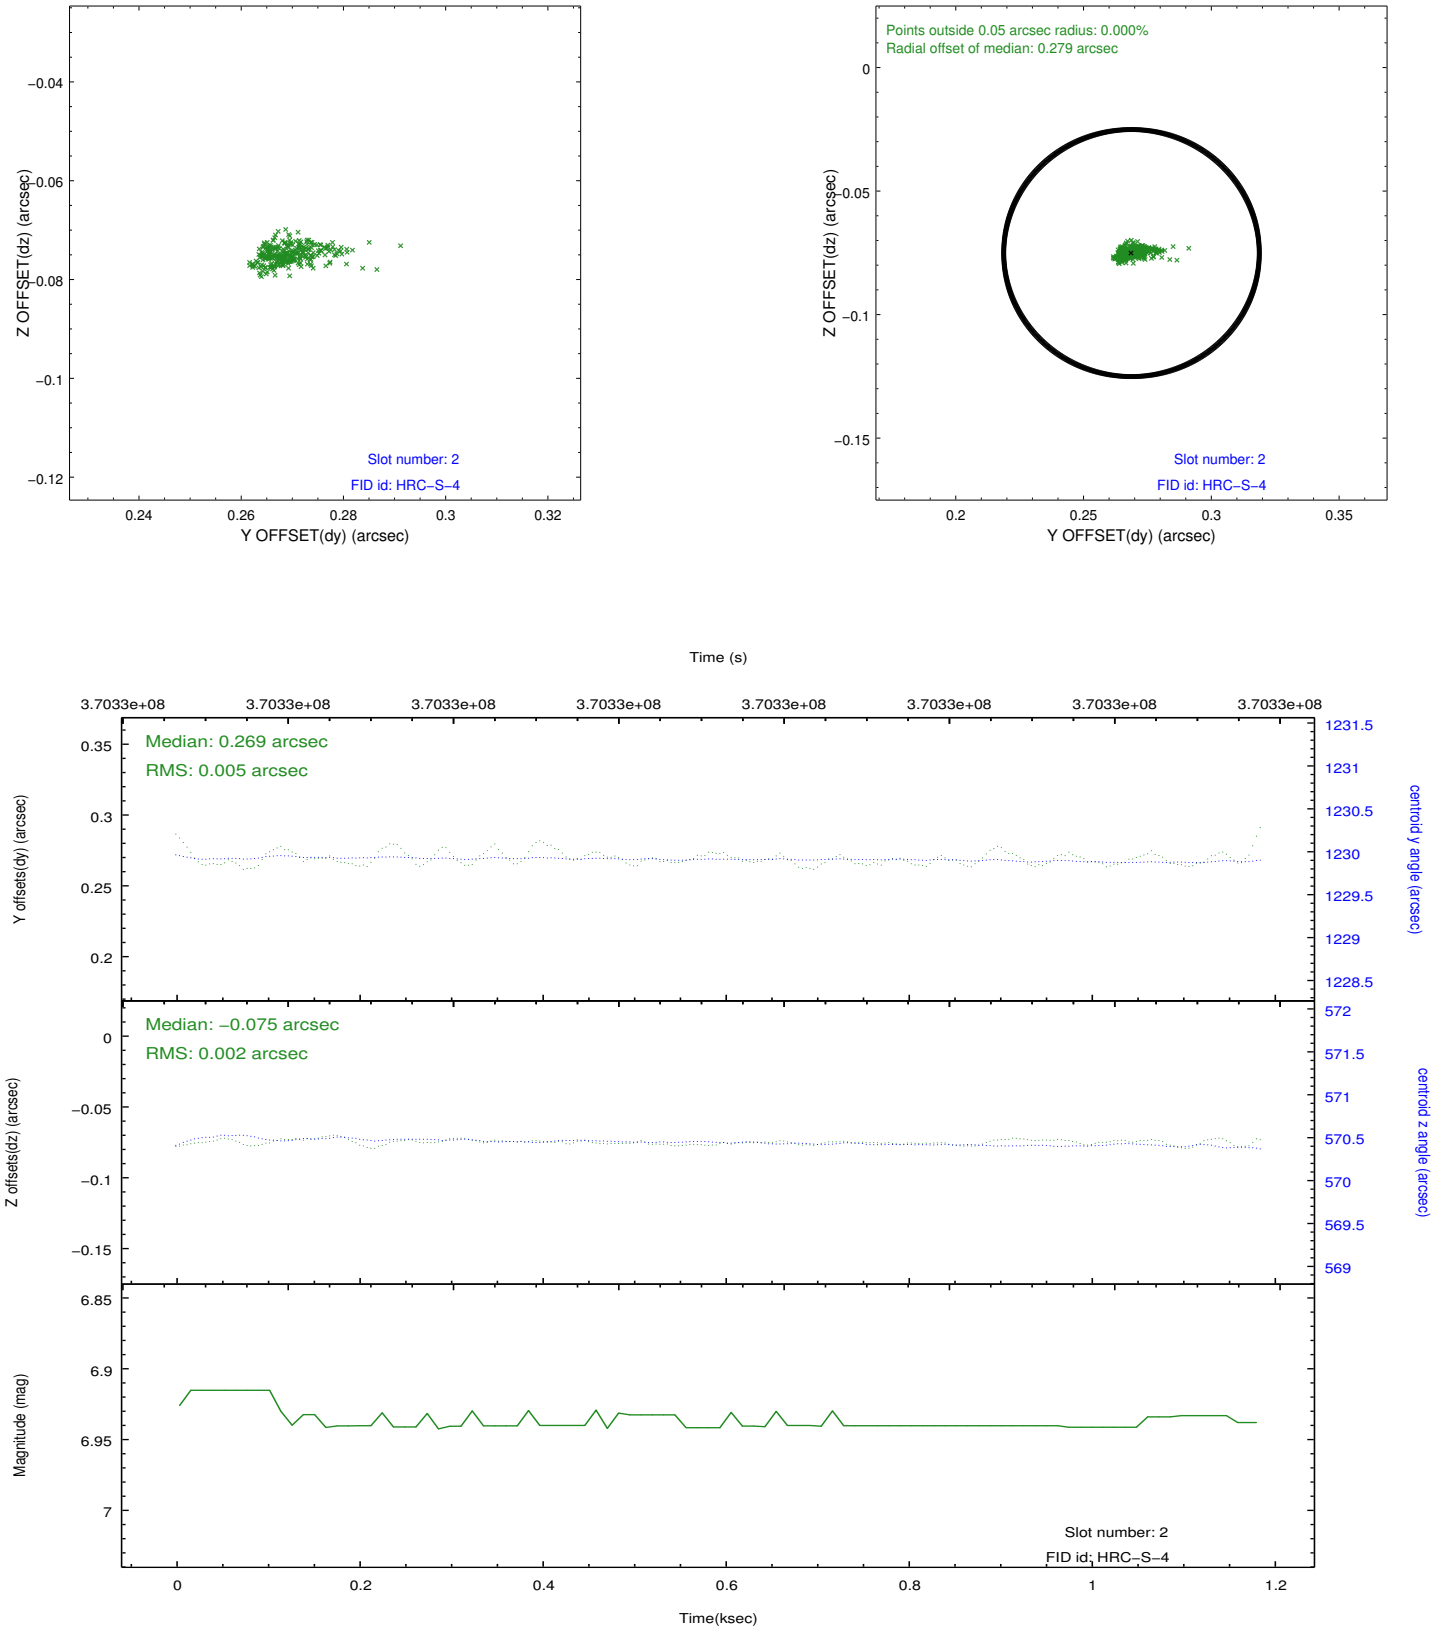 −0.04
−0.06
−0.08
−0.1
−0.12
Z OFFSET(dz) (arcsec)
Slot number: 2
FID id: HRC−S−4
0.24 0.26 0.28 0.3 0.32
Y OFFSET(dy) (arcsec)
Points outside 0.05 arcsec radius: 0.000%
Radial offset of median: 0.279 arcsec
0
−0.05
−0.1
−0.15
Z OFFSET(dz) (arcsec)
Slot number: 2
FID id: HRC−S−4
0.2 0.25 0.3 0.35
Y OFFSET(dy) (arcsec)
Time (s)
3.7033e+08 3.7033e+08 3.7033e+08 3.7033e+08 3.7033e+08 3.7033e+08 3.7033e+08 3.7033e+08
Median: 0.269 arcsec
RMS: 0.005 arcsec
0.35
0.3
0.25
0.2
Y offsets(dy) (arcsec)
1231.5
1231
1230.5
1230
1229.5
1229
1228.5
centroid y angle (arcsec)
Median: −0.075 arcsec
RMS: 0.002 arcsec
0
−0.05
−0.1
−0.15
Z offsets(dz) (arcsec)
572
571.5
571
570.5
570
569.5
569
centroid z angle (arcsec)
6.85
6.9
6.95
7
Magnitude (mag)
Slot number: 2
FID id: HRC−S−4
0 0.2 0.4 0.6 0.8 1 1.2
Time(ksec)